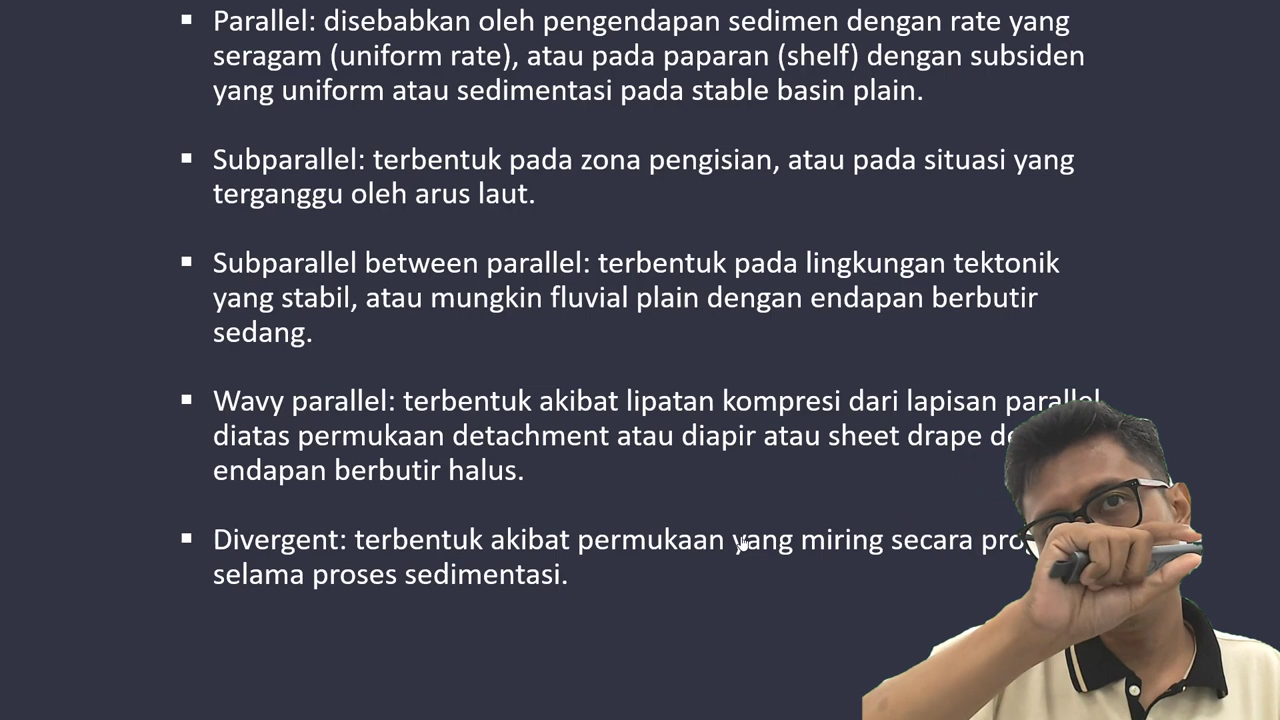 ▪ Parallel: disebabkan oleh pengendapan sedimen dengan rate yang
seragam (uniform rate), atau pada paparan (shelf) dengan subsiden
yang uniform atau sedimentasi pada stable basin plain.
▪ Subparallel: terbentuk pada zona pengisian, atau pada situasi yang
terganggu oleh arus laut.
▪ Subparallel between parallel: terbentuk pada lingkungan tektonik
yang stabil, atau mungkin fluvial plain dengan endapan berbutir
sedang.
▪ Wavy parallel: terbentuk akibat lipatan kompresi dari lapisan parallel
diatas permukaan detachment atau diapir atau sheet drape
endapan berbutir halus.
▪ Divergent: terbentuk akibat permukaan yang miring secara
selama proses sedimentasi.